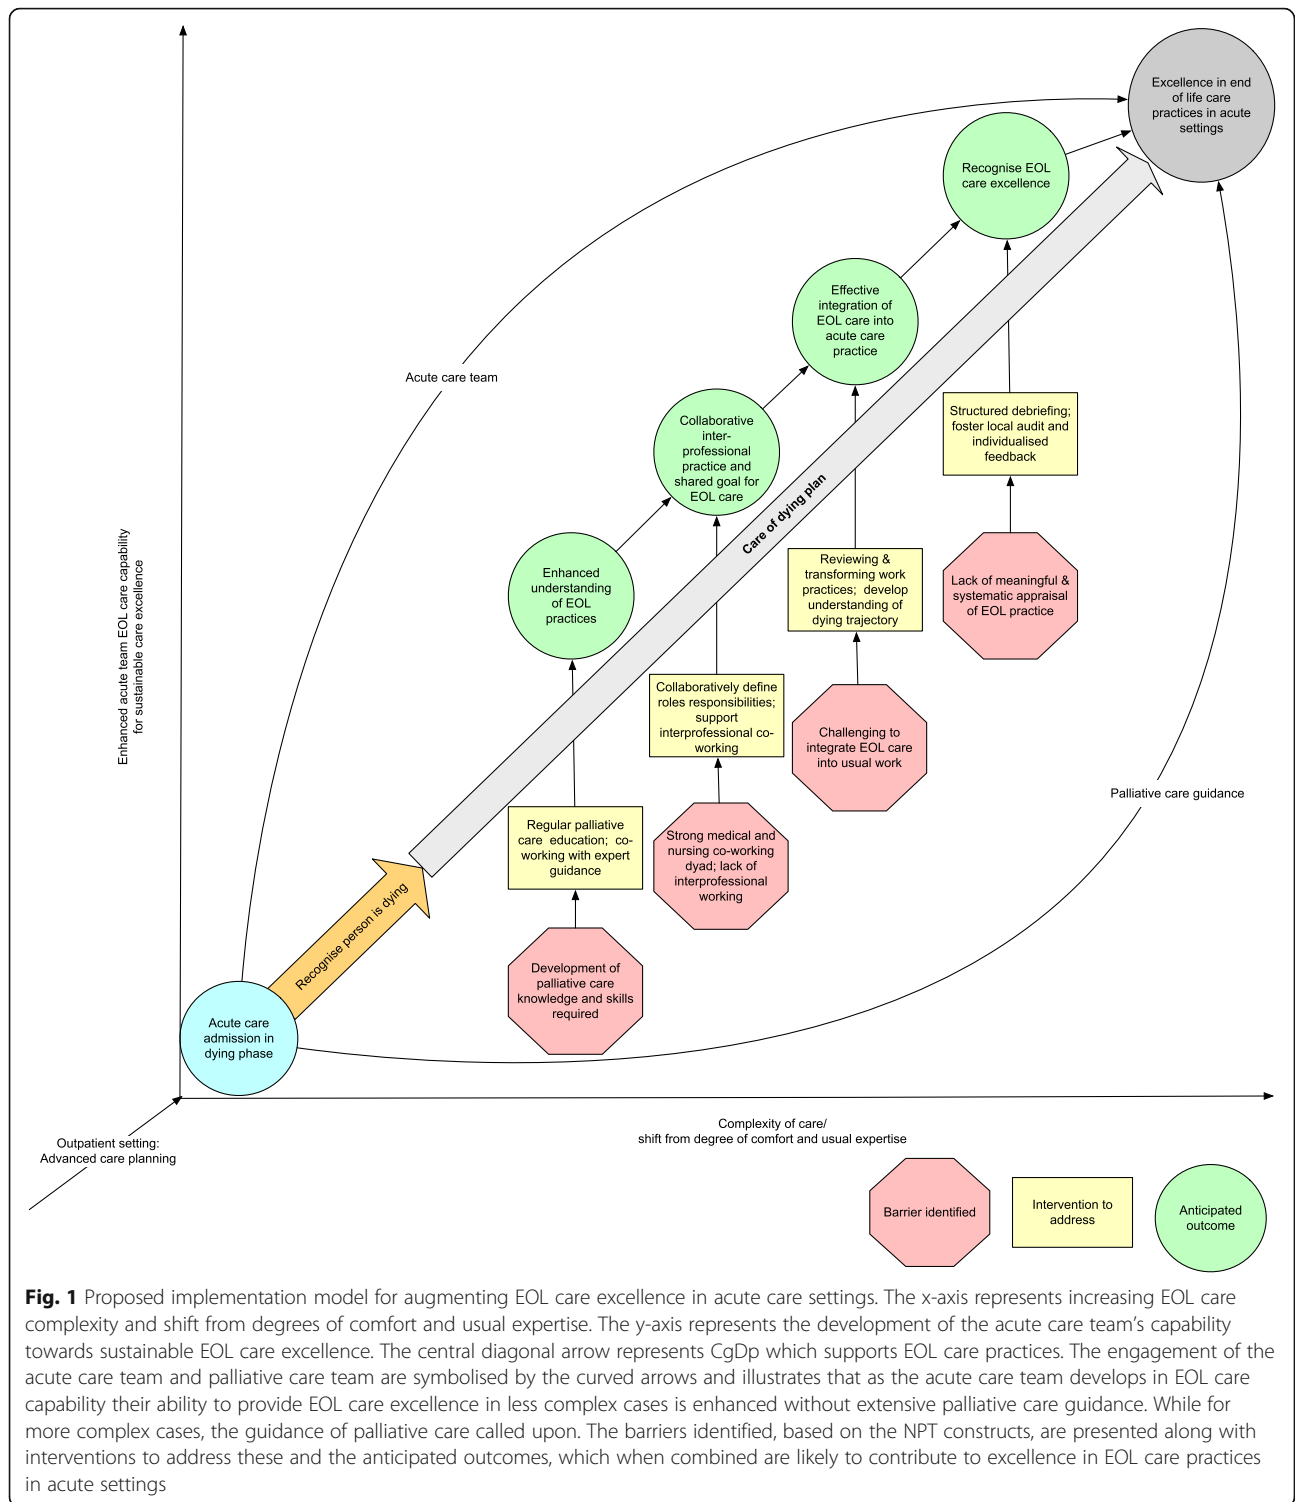 Excellence in end
of life care
practices in acute
settings
Recognise EOL
care excellence
Effective
integration of
EOL care into
acute care
practice
Acute care team
Structured debriefing;
foster local audit and
individualised
feedback
Collaborative
inter-
professional
practice and
shared goal for
EOL care
Care of dying plan
Enhanced acute team EOL care capability
for sustainable care excellence
Enhanced
understanding
of EOL
practices
Reviewing &
transforming work
practices;  develop
understanding of
dying trajectory
Lack of meaningful &
systematic appraisal
of EOL practice
Collaboratively define
roles responsibilities;
support
interprofessional co-
working
Challenging to
integrate EOL care
into usual work
Palliative care guidance
Regular palliative
care  education;  co-
working with expert
guidance
Strong medical and
nursing co-working
dyad; lack of
interprofessional
working
Recognise person is dying
Development of
palliative care
knowledge and skills
required
Acute care
admission in
dying phase
Outpatient setting:
Advanced care planning
Complexity of care/
shift from degree of comfort and usual expertise
Barrier identified
Intervention to
address
Anticipated
outcome
Fig. 1 Proposed implementation model for augmenting EOL care excellence in acute care settings. The x-axis represents increasing EOL care
complexity and shift from degrees of comfort and usual expertise. The y-axis represents the development of the acute care team's capability
towards sustainable EOL care excellence. The central diagonal arrow represents CgDp which supports EOL care practices. The engagement of the
acute care team and palliative care team are symbolised by the curved arrows and illustrates that as the acute care team develops in EOL care
capability their ability to provide EOL care excellence in less complex cases is enhanced without extensive palliative care guidance. While for
more complex cases, the guidance of palliative care called upon. The barriers identified, based on the NPT constructs, are presented along with
interventions to address these and the anticipated outcomes, which when combined are likely to contribute to excellence in EOL care practices
in acute settings